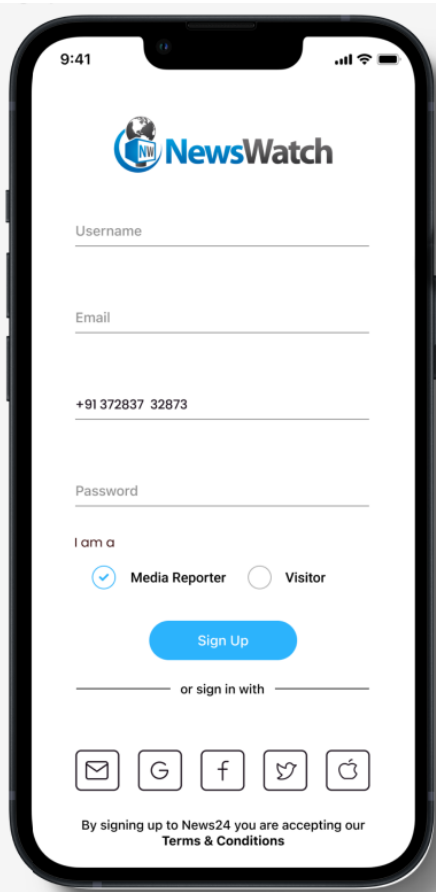 9:41
NW NewsWatch
Username
Email
+91 372837 32873
Password
I am a
Media Reporter Visitor
Sign Up
or sign in with
G f
By signing up to News24 you are accepting our
Terms & Conditions